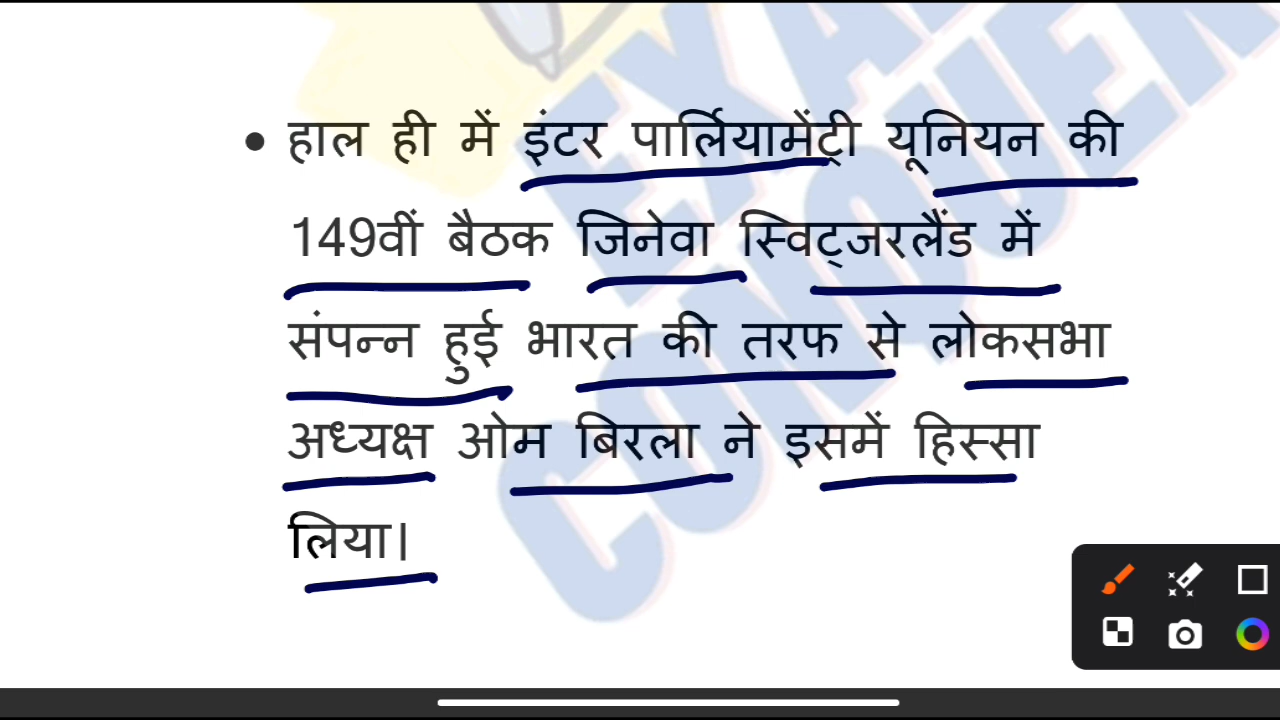 • हाल ही में इंटर पार्लियामेंट्री यूनियन की
149वीं बैठक जिनेवा स्विट्जरलैंड में
संपन्न हुई भारत की तरफ से लोकसभा
अध्यक्ष ओम बिरला ने इसमें हिस्सा
लिया|